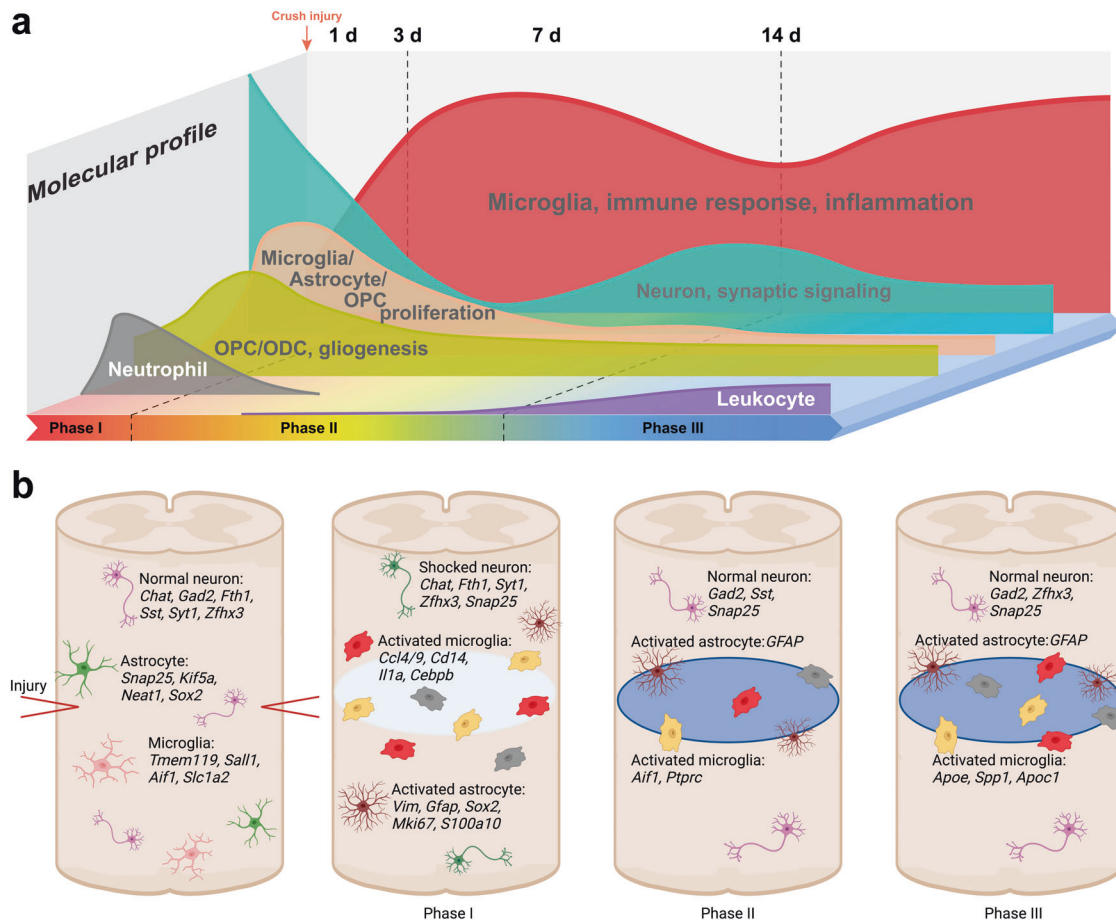 a
Crush injury
1 d
3 d
7 d
14 d
Molecular profile
Microglia, immune response, inflammation
Microglia/
Astrocyte/
OPC
proliferation
Neuron, synaptic signaling
OPC/ODC, gliogenesis
Neutrophil
Leukocyte
Phase I
Phase II
Phase III
b
Injury
Normal neuron:
Chat, Gad2, Fth1,
Sst, Syt1, Zfhx3
Astrocyte:
Snap25, Kif5a,
Neat1, Sox2
Microglia:
Tmem119, Sall1,
Aif1, Slc1a2
Shocked neuron:
Chat, Fth1, Syt1,
Zfhx3, Snap25
Activated microglia:
Ccl4/9, Cd14,
Il1a, Cebpb
Activated astrocyte:
Vim, Gfap, Sox2,
Mki67, S100a10
Phase I
Normal neuron:
Gad2, Sst,
Snap25
Activated astrocyte:GFAP
Activated microglia:
Aif1, Ptprc
Phase II
Normal neuron:
Gad2, Zfhx3,
Snap25
Activated astrocyte:GFAP
Activated microglia:
Apoe, Spp1, Apoc1
Phase III